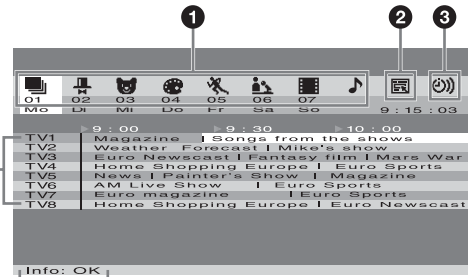 1 2 3
01 02 03 04 05 06 07
Mo Di Mi Do Fr Sa So 9 : 15 : 03
9 : 00 9 : 30 10 : 00
TV1 Magazine Songs from the shows
TV2 Weather Forecast Mike's show
TV3 Euro Newscast Fantasy film Mars War
TV4 Home Shopping Europe Euro Sports
TV5 News Painter's Show Magazine
TV6 AM Live Show Euro Sports
TV7 Euro magazine Euro Sports
TV8 Home Shopping Europe Euro Newscast
Info: OK